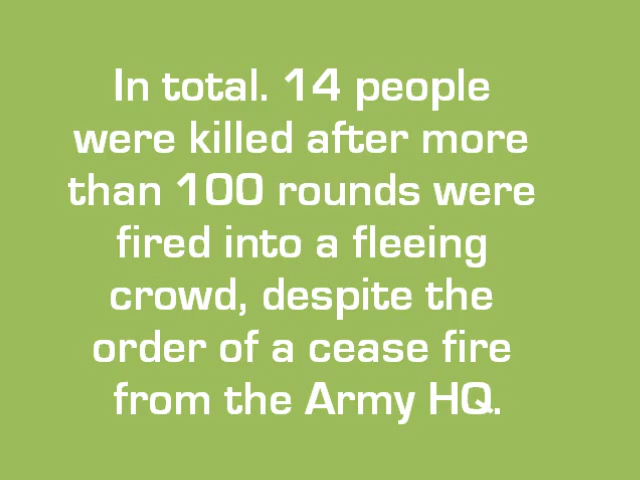 In total. 14 people
were killed after more
than 100 rounds were
fired into a fleeing
crowd, despite the
order of a cease fire
from the Army HQ.